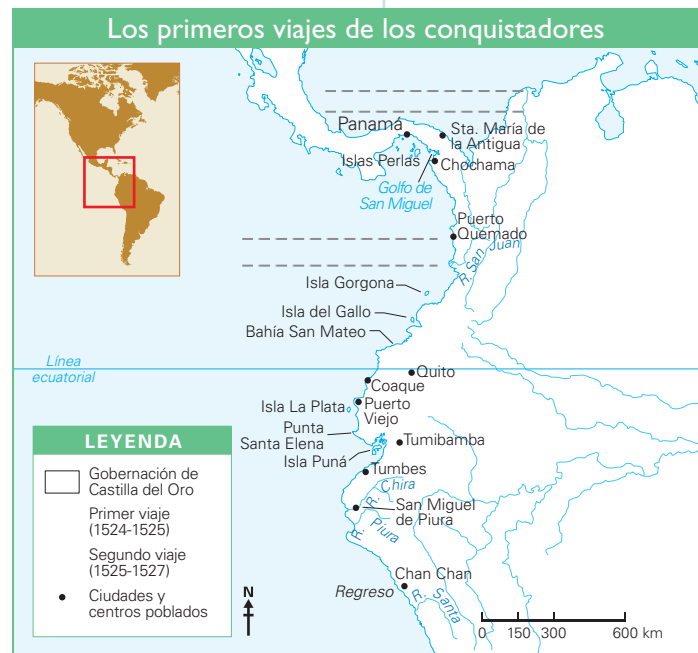 Los primeros viajes de los conquistadores
Panamá
Sta. María de
la Antigua
Islas Perlas
Chochama
Golfo de
San Miguel
Puerto
Quemado
R. San Juan
Isla Gorgona
Isla del Gallo
Bahía San Mateo
Línea
ecuatorial
Quito
Coaque
Isla La Plata
Puerto
Viejo
Punta
Santa Elena
Tumibamba
Isla Puná
Tumbes
R. Chira
San Miguel
de Piura
R. Piura
Chan Chan
Regreso
R. Santa
LEYENDA
Gobernación de
Castilla del Oro
Primer viaje
(1524-1525)
Segundo viaje
(1525-1527)
Ciudades y
centros poblados
N
0 150 300 600 km